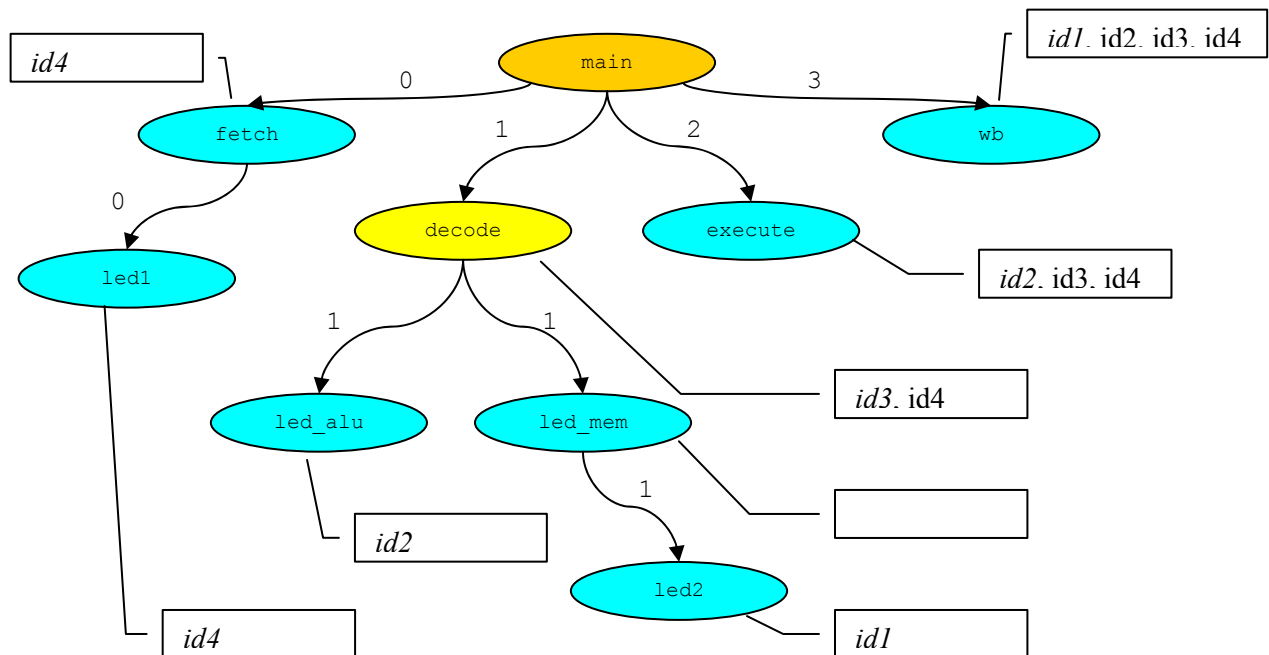 id1, id2, id3, id4
id4
main
0
3
fetch
1
2
wb
0
decode
execute
led1
id2, id3, id4
1
1
id3, id4
led_alu
led_mem
1
id2
led2
id4
id1